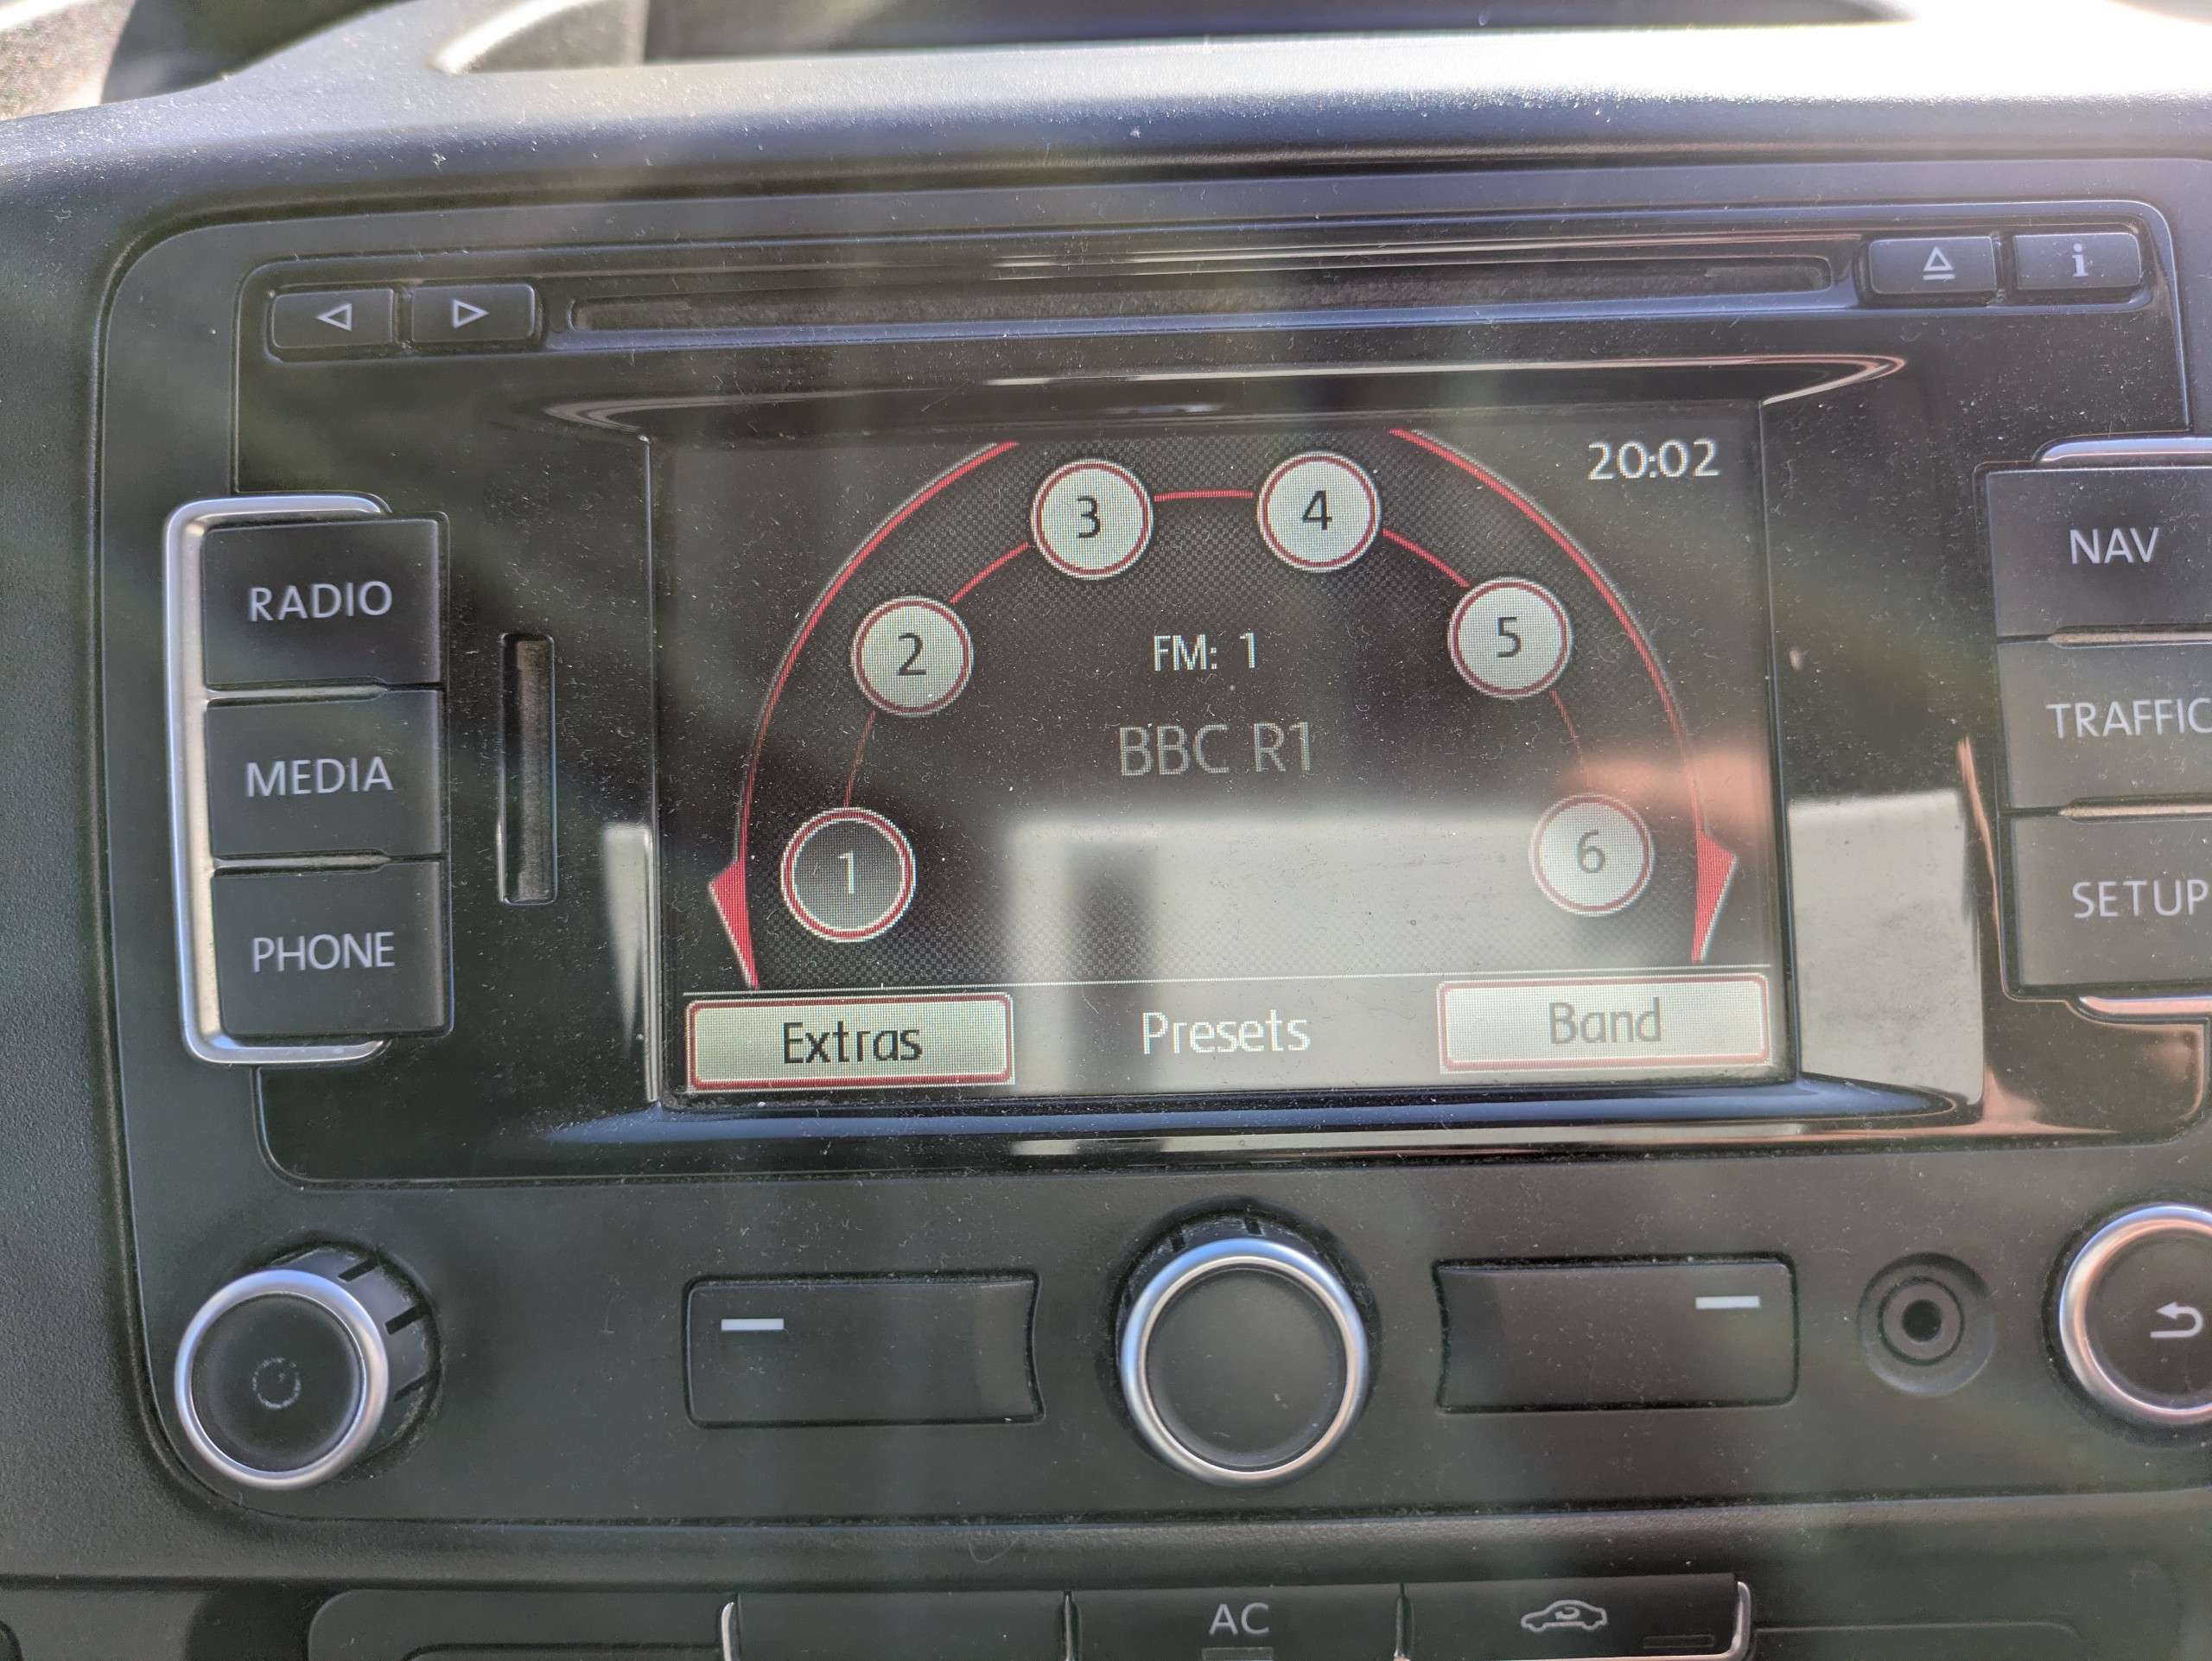 i
20:02
3
4
NAV
RADIO
2
FM: 1
5
TRAFFIC
BBC R1
MEDIA
1
6
SETUP
PHONE
Extras
Presets
Band
AC